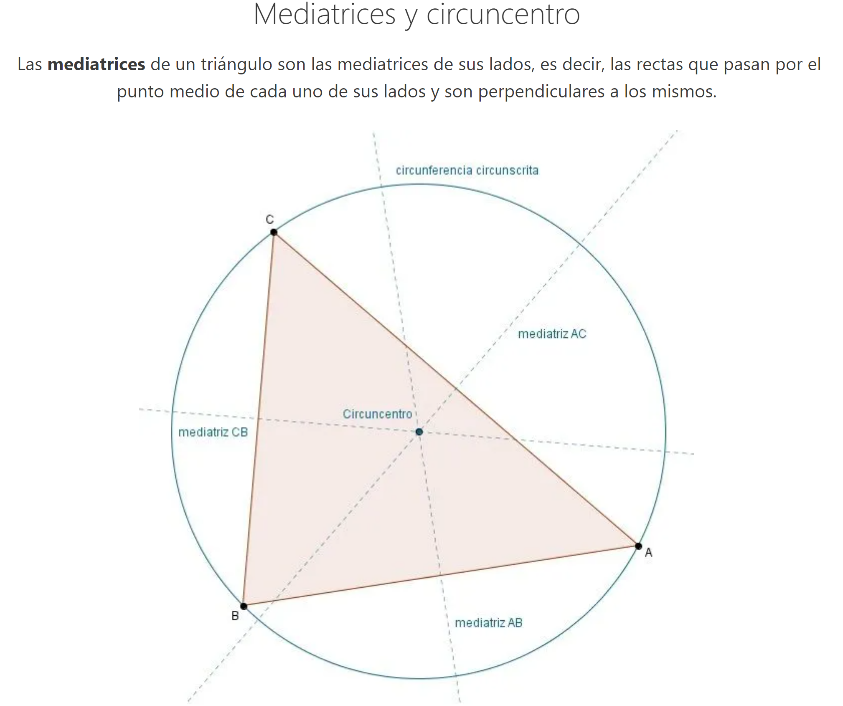 Mediatrices y circuncentro
Las mediatrices de un triángulo son las mediatrices de sus lados, es decir, las rectas que pasan por el
punto medio de cada uno de sus lados y son perpendiculares a los mismos.
circunferencia circunscrita
C
mediatriz AC
Circuncentro
mediatriz CB
A
B
mediatriz AB